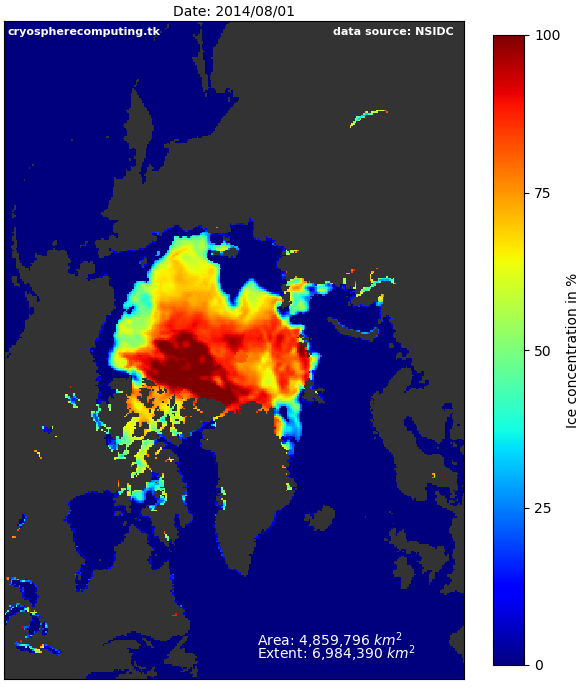 Date: 2014/08/01
cryospherecomputing.tk data source: NSIDC
100
75
50
25
0
Ice concentration in %
Area: 4,859,796 km²
Extent: 6,984,390 km²